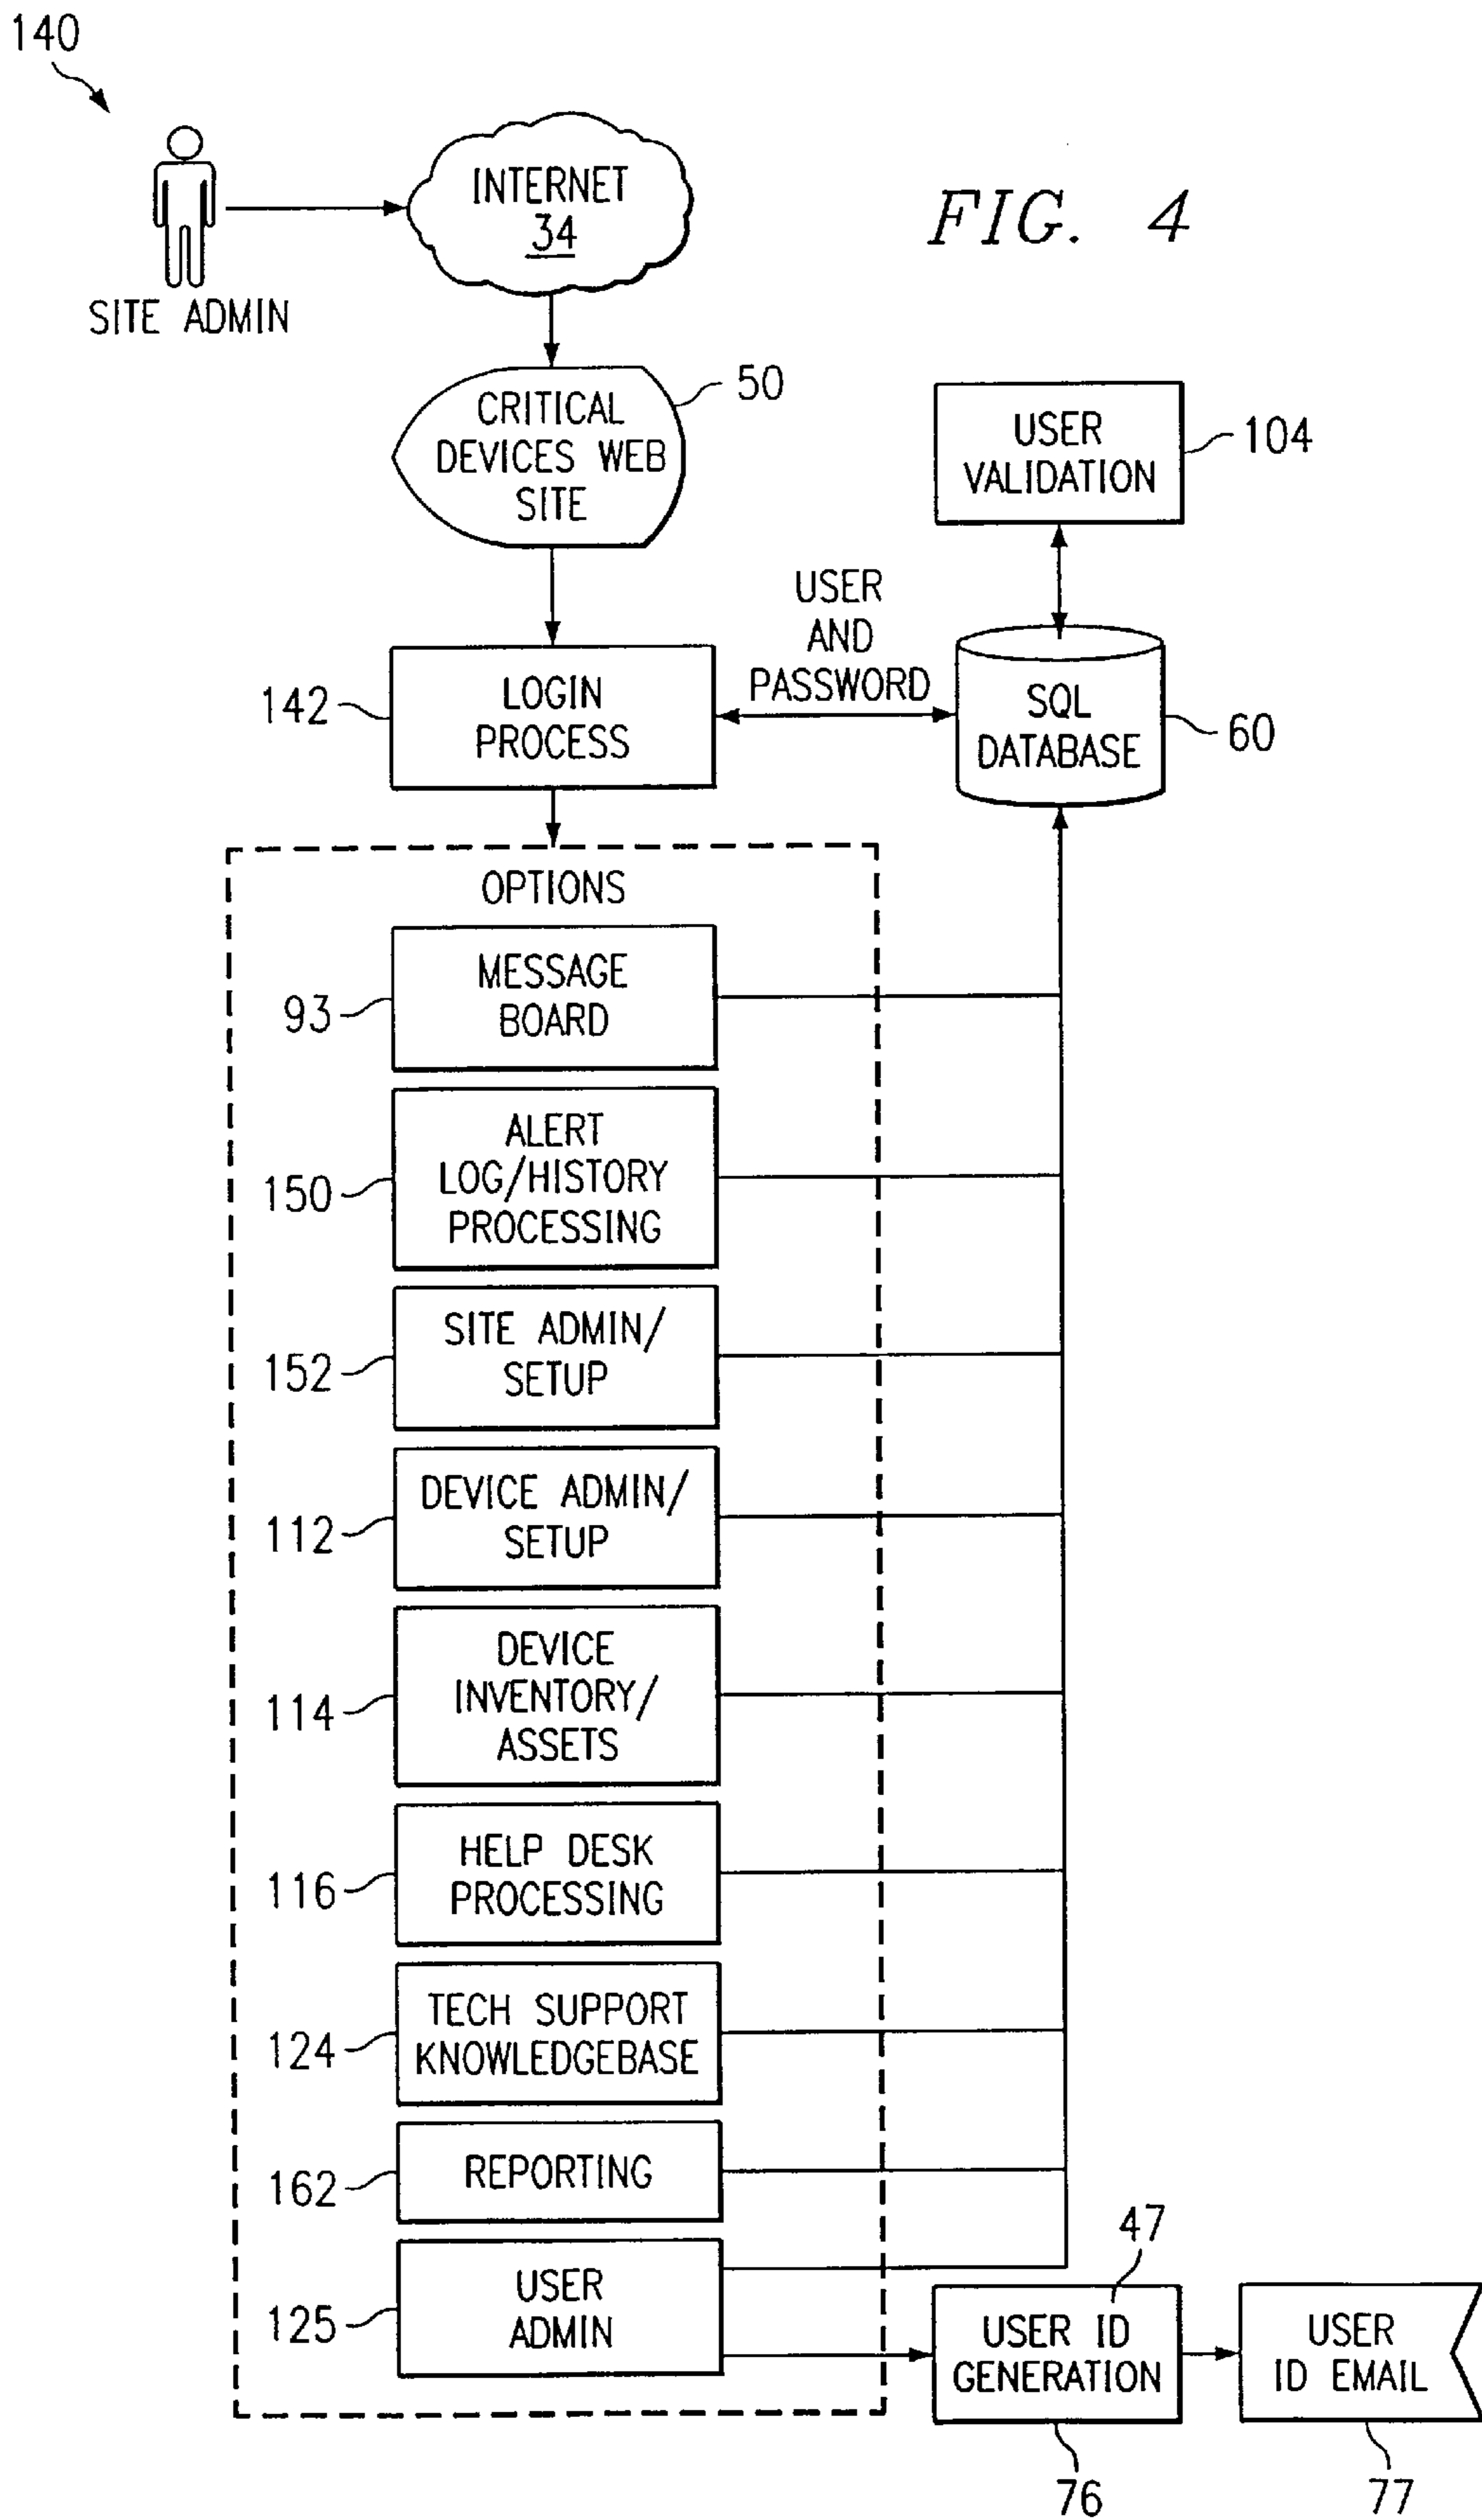 140
INTERNET
34
FIG. 4
SITE ADMIN
CRITICAL
DEVICES WEB
SITE
50
USER
VALIDATION
104
USER
AND
PASSWORD
142
LOGIN
PROCESS
SQL
DATABASE
60
OPTIONS
MESSAGE
BOARD
93
ALERT
LOG/HISTORY
PROCESSING
150
SITE ADMIN/
SETUP
152
DEVICE ADMIN/
SETUP
112
DEVICE
INVENTORY/
ASSETS
114
HELP DESK
PROCESSING
116
TECH SUPPORT
KNOWLEDGEBASE
124
REPORTING
162
USER
ADMIN
125
47
USER ID
GENERATION
76
USER
ID EMAIL
77